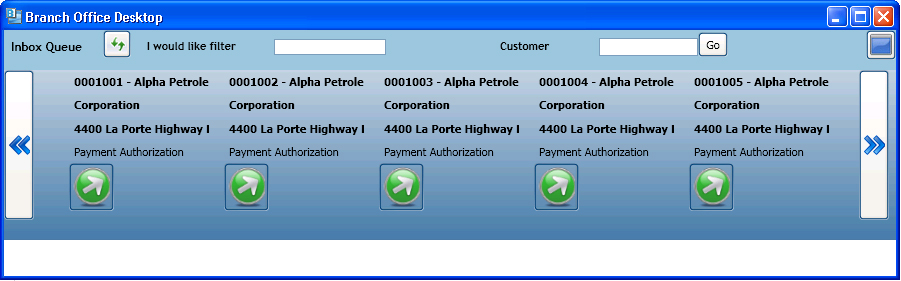 Branch Office Desktop
Inbox Queue I would like filter Customer Go
0001001 - Alpha Petrole 0001002 - Alpha Petrole 0001003 - Alpha Petrole 0001004 - Alpha Petrole 0001005 - Alpha Petrole
Corporation Corporation Corporation Corporation Corporation
4400 La Porte Highway I 4400 La Porte Highway I 4400 La Porte Highway I 4400 La Porte Highway I 4400 La Porte Highway I
Payment Authorization Payment Authorization Payment Authorization Payment Authorization Payment Authorization